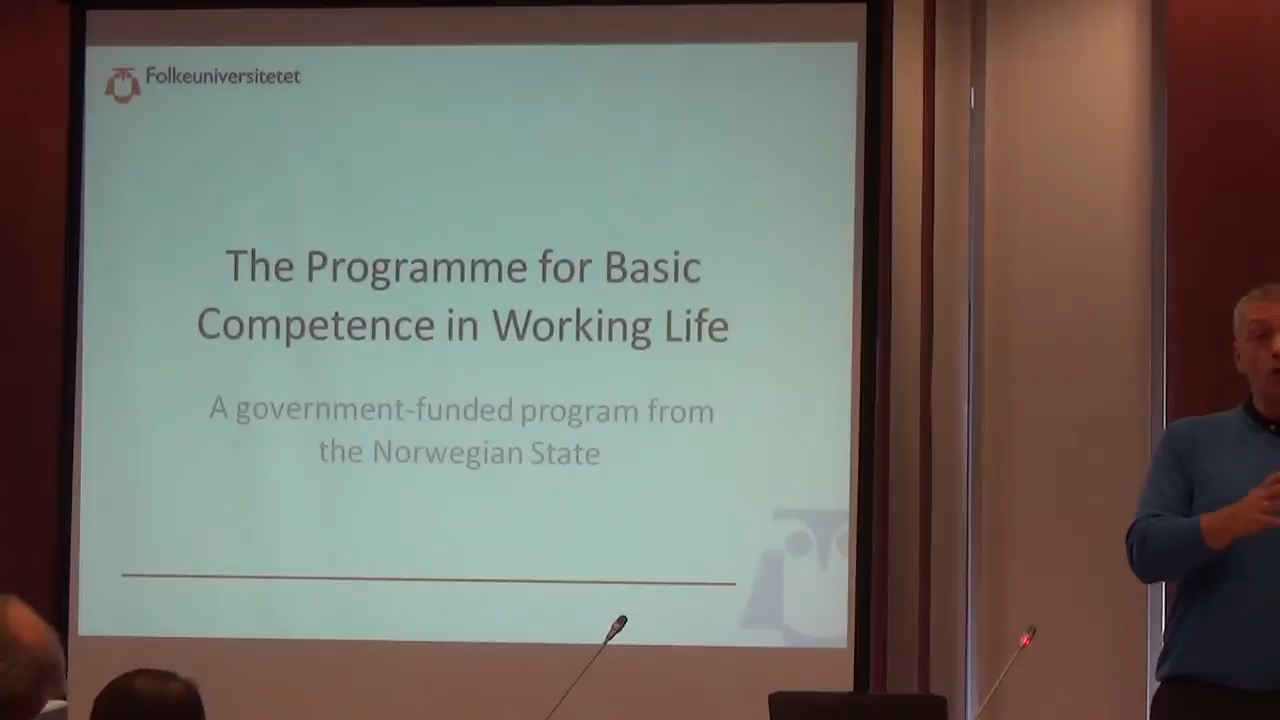 Folkeuniversitetet
The Programme for Basic
Competence in Working Life
A government-funded program from
the Norwegian State